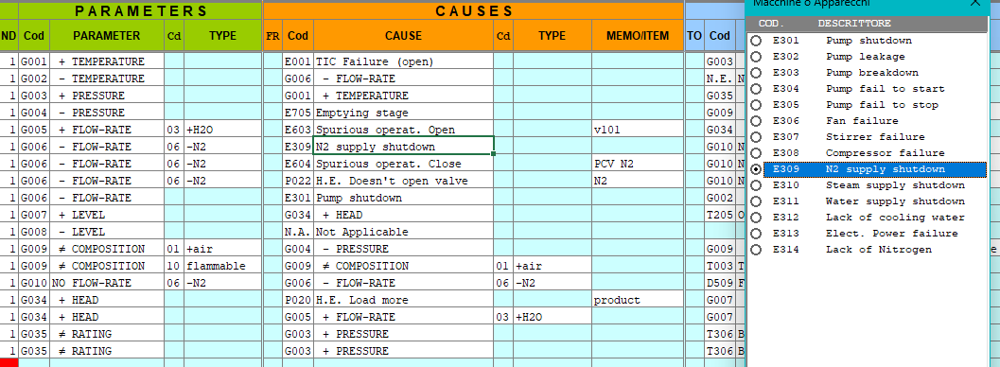 PARAMETERS CAUSES
ND Cod PARAMETER Cd TYPE FR Cod CAUSE Cd TYPE MEMO/ITEM TO Cod
1 G001 + TEMPERATURE E001 TIC Failure (open) G003
1 G002 - TEMPERATURE G006 - FLOW-RATE N.E. N
1 G003 + PRESSURE G001 + TEMPERATURE G035
1 G004 - PRESSURE E705 Emptying stage G009
1 G005 + FLOW-RATE 03 +H2O E603 Spurious operat. Open v101 G034
1 G006 - FLOW-RATE 06 -N2 E309 N2 supply shutdown G010 N
1 G006 - FLOW-RATE 06 -N2 E604 Spurious operat. Close PCV N2 G010 N
1 G006 - FLOW-RATE 06 -N2 P022 H.E. Doesn't open valve N2 G010 N
1 G006 - FLOW-RATE E301 Pump shutdown G002
1 G007 + LEVEL G034 + HEAD T205 O
1 G008 - LEVEL N.A. Not Applicable
1 G009 ≠ COMPOSITION 01 +air G004 - PRESSURE G009
1 G009 ≠ COMPOSITION 10 flammable G009 ≠ COMPOSITION 01 +air T003 T
1 G010 NO FLOW-RATE 06 -N2 G006 - FLOW-RATE 06 -N2 D509 F
1 G034 + HEAD P020 H.E. Load more product G007
1 G034 + HEAD G005 + FLOW-RATE 03 +H2O G007
1 G035 ≠ RATING G003 + PRESSURE T306 B
1 G035 ≠ RATING G003 + PRESSURE T306 B
Macchine o Apparecchi
COD. DESCRITTORE
E301 Pump shutdown
E302 Pump leakage
E303 Pump breakdown
E304 Pump fail to start
E305 Pump fail to stop
E306 Fan failure
E307 Stirrer failure
E308 Compressor failure
E309 N2 supply shutdown
E310 Steam supply shutdown
E311 Water supply shutdown
E312 Lack of cooling water
E313 Elect. Power failure
E314 Lack of Nitrogen